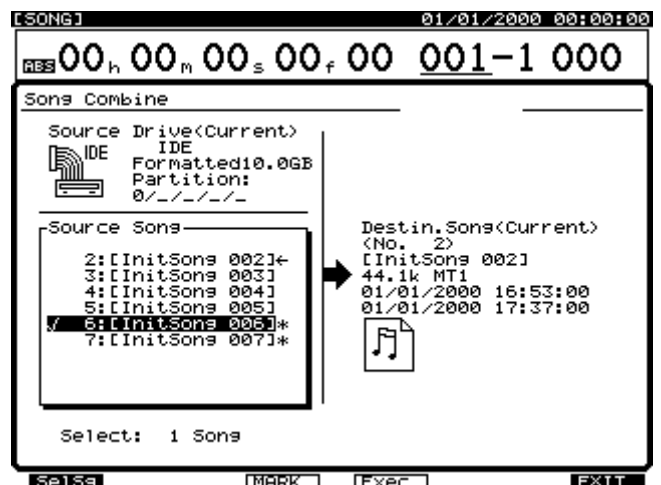 [SONG] 01/01/2000 00:00:00
ABS 00h 00m 00s 00f 00 001-1 000
Song Combine
Source Drive(Current)
IDE
IDE
Formatted10.0GB
Partition:
0/_/_/_/_
Source Song
2:[InitSong 002]←
3:[InitSong 003]
4:[InitSong 004]
5:[InitSong 005]
√ 6:[InitSong 006]*
7:[InitSong 007]*
Select: 1 Song
Destin.Song(Current)
(No. 2)
[InitSong 002]
44.1k MT1
01/01/2000 16:53:00
01/01/2000 17:37:00
SelSg MARK Exec EXIT